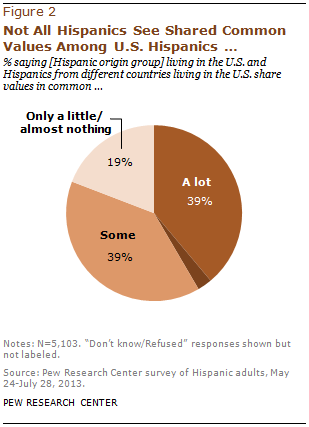 Figure 2
Not All Hispanics See Shared Common
Values Among U.S. Hispanics ...
% saying [Hispanic origin group] living in the U.S. and
Hispanics from different countries living in the U.S. share
values in common ...
Only a little/
almost nothing
19%
A lot
39%
Some
39%
Notes: N=5,103. “Don’t know/Refused” responses shown but
not labeled.
Source: Pew Research Center survey of Hispanic adults, May
24-July 28, 2013.
PEW RESEARCH CENTER